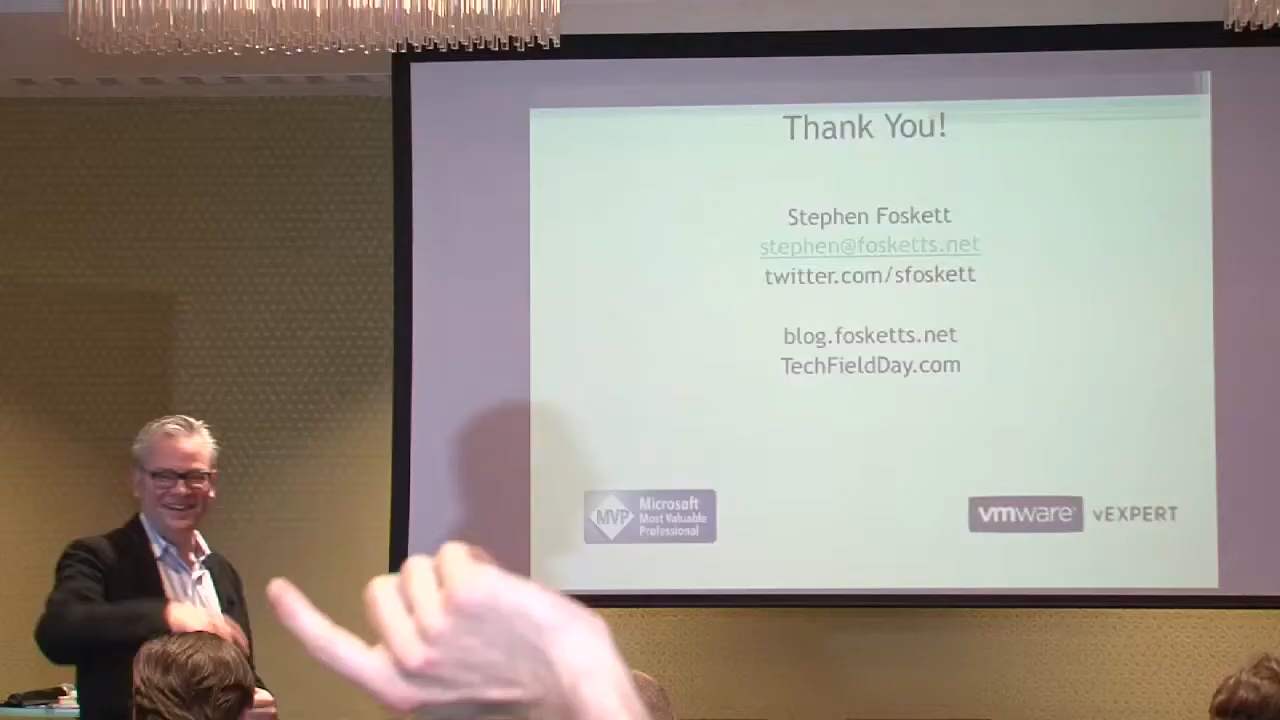 Thank You!
Stephen Foskett
stephen@fosketts.net
twitter.com/sfoskett
blog.fosketts.net
TechFieldDay.com
MVP
Microsoft
Most Valuable
Professional
vmware vEXPERT